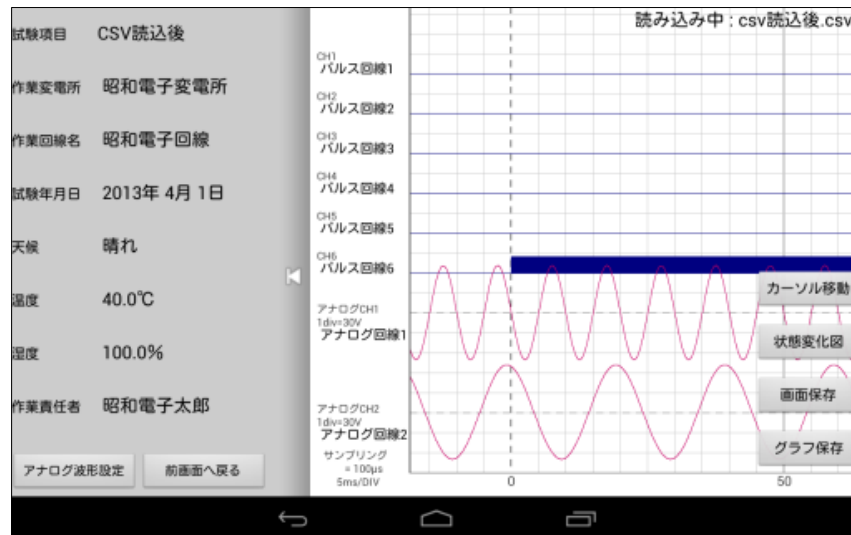 試験項目 CSV読込後
作業変電所 昭和電子変電所
作業回線名 昭和電子回線
試験年月日 2013年 4月 1日
天候 晴れ
温度 40.0℃
湿度 100.0%
作業責任者 昭和電子太郎
アナログ波形設定 前画面へ戻る
読み込み中 : csv読込後.csv
CH1
パルス回線1
CH2
パルス回線2
CH3
パルス回線3
CH4
パルス回線4
CH5
パルス回線5
CH6
パルス回線6
アナログCH1
1div=30V
アナログ回線1
アナログCH2
1div=30V
アナログ回線2
サンプリング
= 100μs
5ms/DIV
0 50
カーソル移動
状態変化図
画面保存
グラフ保存